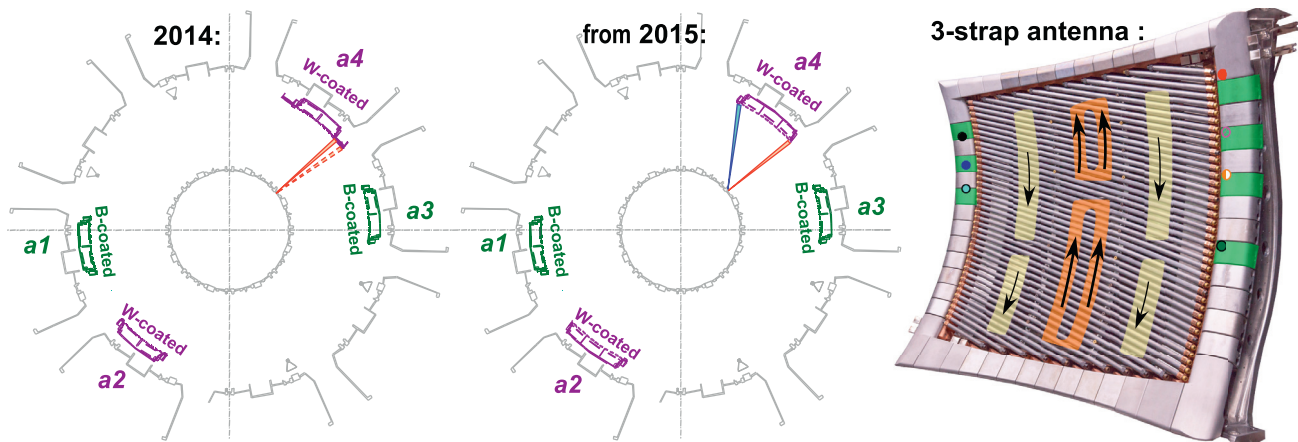 2014:
a4
W-coated
a3
B-coated
a1
B-coated
W-coated
a2
from 2015:
a4
W-coated
a3
B-coated
a1
B-coated
W-coated
a2
3-strap antenna :